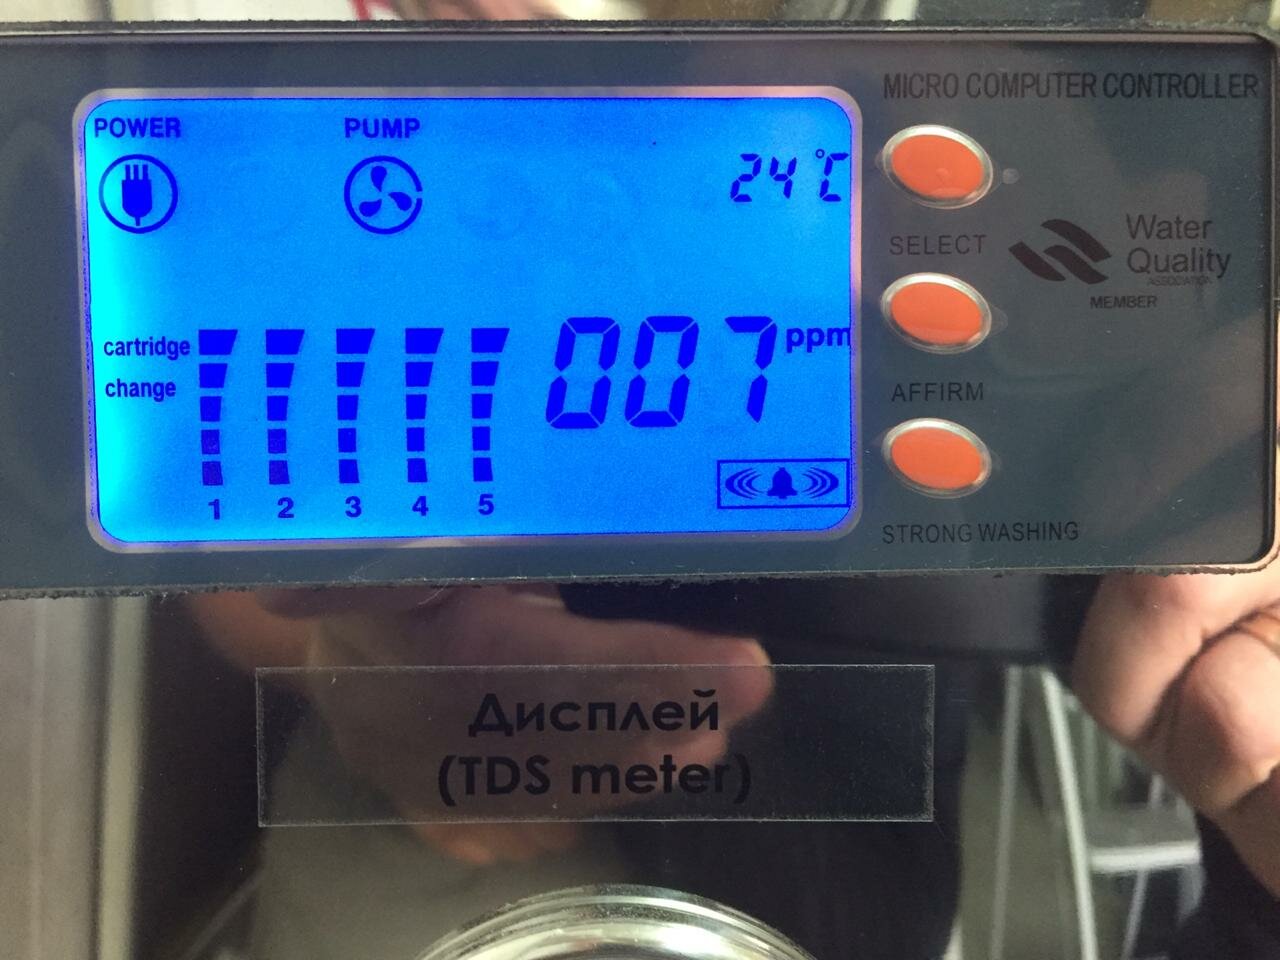 MICRO COMPUTER CONTROLLER
POWER
PUMP
24°C
SELECT
Water
Quality
ASSOCIATION
MEMBER
cartridge
change
007 ppm
AFFIRM
1 2 3 4 5
STRONG WASHING
Дисплей
(TDS meter)